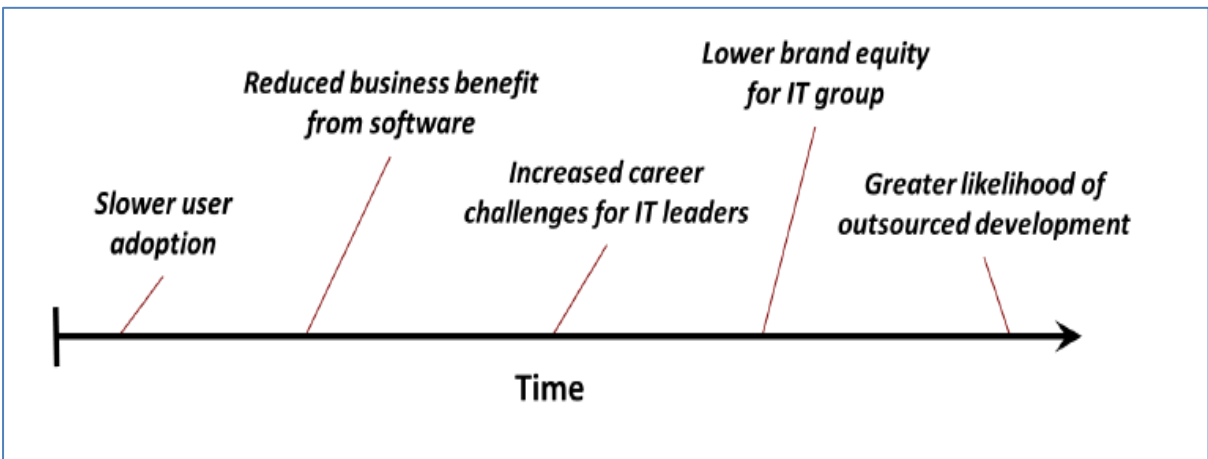 Slower user
adoption
Reduced business benefit
from software
Increased career
challenges for IT leaders
Lower brand equity
for IT group
Greater likelihood of
outsourced development
Time